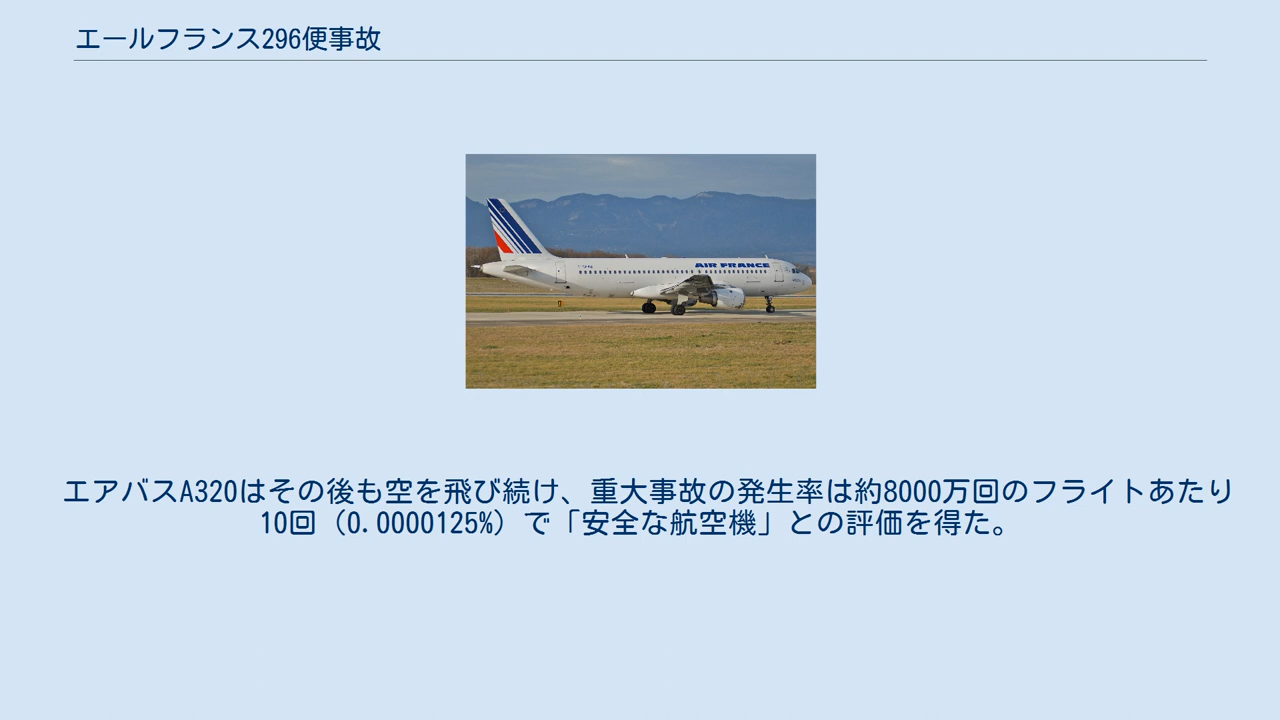 エールフランス296便事故
AIR FRANCE
エアバスA320はその後も空を飛び続け、重大事故の発生率は約8000万回のフライトあたり
10回（0.0000125%）で「安全な航空機」との評価を得た。